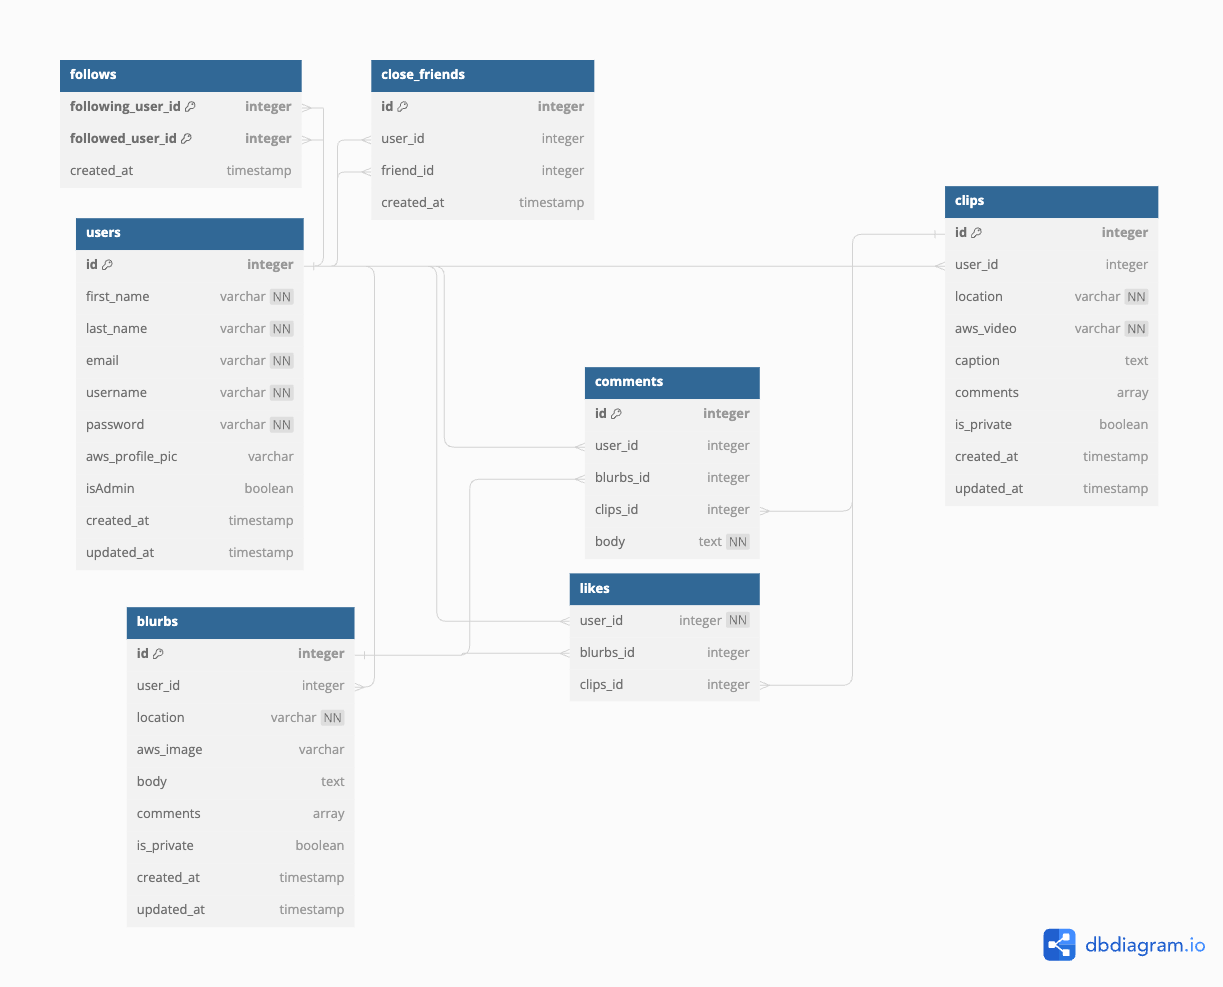 follows
following_user_id integer
followed_user_id integer
created_at timestamp
close_friends
id integer
user_id integer
friend_id integer
created_at timestamp
users
id integer
first_name varchar NN
last_name varchar NN
email varchar NN
username varchar NN
password varchar NN
aws_profile_pic varchar
isAdmin boolean
created_at timestamp
updated_at timestamp
clips
id integer
user_id integer
location varchar NN
aws_video varchar NN
caption text
comments array
is_private boolean
created_at timestamp
updated_at timestamp
comments
id integer
user_id integer
blurbs_id integer
clips_id integer
body text NN
likes
user_id integer NN
blurbs_id integer
clips_id integer
blurbs
id integer
user_id integer
location varchar NN
aws_image varchar
body text
comments array
is_private boolean
created_at timestamp
updated_at timestamp
dbdiagram.io